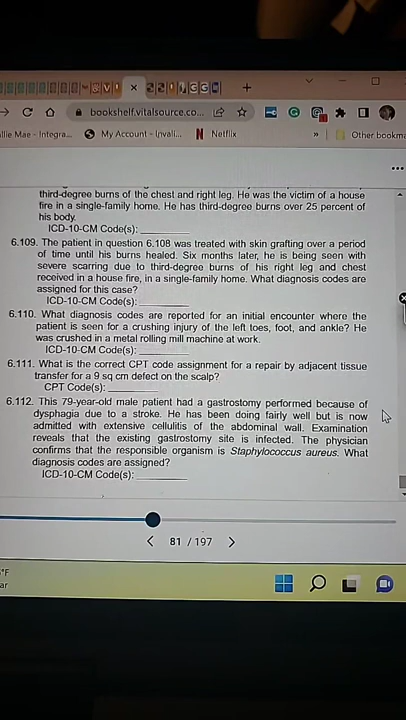 bookshelf.vitalsource.co...
llie Mae - Integra... My Account - Invali... Netflix » Other bookma
third-degree burns of the chest and right leg. He was the victim of a house
fire in a single-family home. He has third-degree burns over 25 percent of
his body.
ICD-10-CM Code(s): ________
6.109. The patient in question 6.108 was treated with skin grafting over a period
of time until his burns healed. Six months later, he is being seen with
severe scarring due to third-degree burns of his right leg and chest
received in a house fire, in a single-family home. What diagnosis codes are
assigned for this case?
ICD-10-CM Code(s): ________
6.110. What diagnosis codes are reported for an initial encounter where the
patient is seen for a crushing injury of the left toes, foot, and ankle? He
was crushed in a metal rolling mill machine at work.
ICD-10-CM Code(s): ________
6.111. What is the correct CPT code assignment for a repair by adjacent tissue
transfer for a 9 sq cm defect on the scalp?
CPT Code(s): ________
6.112. This 79-year-old male patient had a gastrostomy performed because of
dysphagia due to a stroke. He has been doing fairly well but is now
admitted with extensive cellulitis of the abdominal wall. Examination
reveals that the existing gastrostomy site is infected. The physician
confirms that the responsible organism is Staphylococcus aureus. What
diagnosis codes are assigned?
ICD-10-CM Code(s): ________
< 81 / 197 >
°F
ar